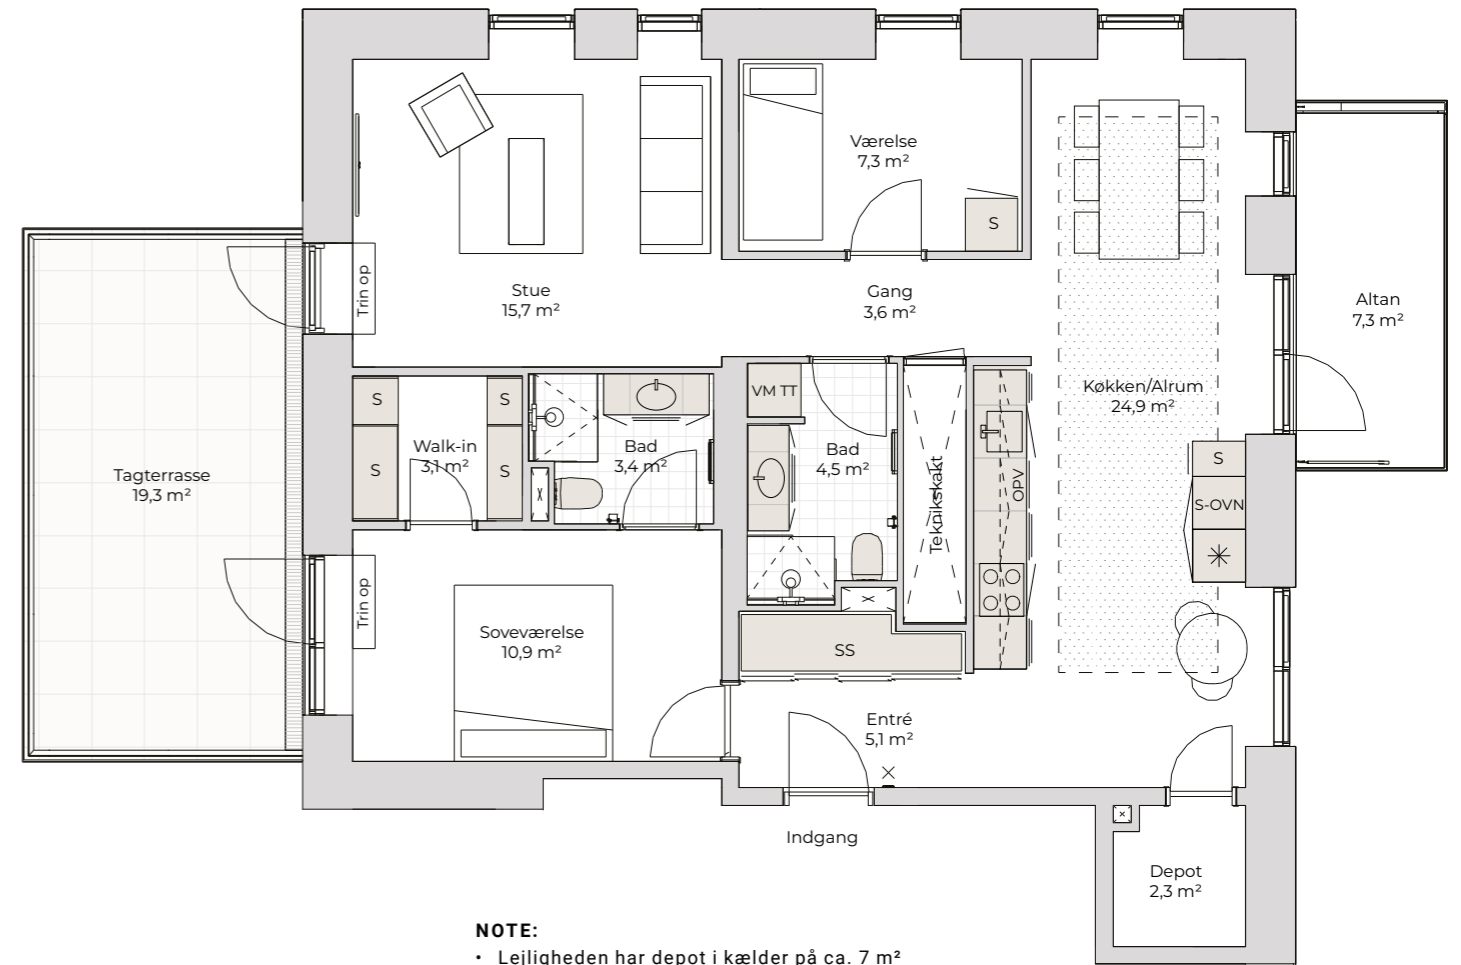 Værelse
7,3 m²
S
Trin op
Stue
15,7 m²
Gang
3,6 m²
Altan
7,3 m²
VM TT
Køkken/Alrum
24,9 m²
S
S
Walk-in
3,1 m²
S
S
Bad
3,4 m²
Bad
4,5 m²
Teknikskakt
OPV
S
S-OVN
Tagterrasse
19,3 m²
Trin op
Soveværelse
10,9 m²
SS
Entré
5,1 m²
Indgang
Depot
2,3 m²
NOTE:
• Lejligheden har depot i kælder på ca. 7 m²